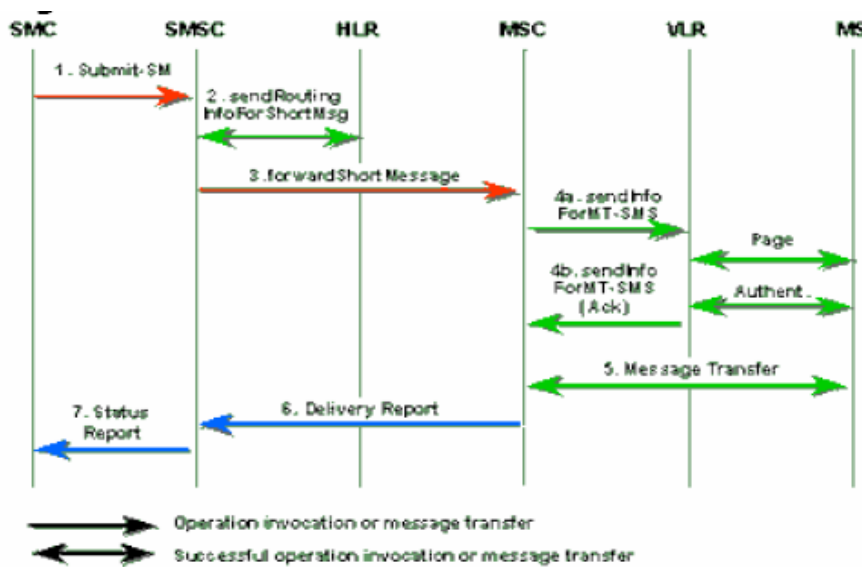 SMC SMSC HLR MSC VLR MS
1. Submit-SM
2. sendRouting
InfoForShortMsg
3.forwardShort Message
4a. sendInfo
ForMT-SMS
Page
4b. sendInfo
ForMT-SMS
(Ack)
Authent.
5. Message Transfer
6. Delivery Report
7. Status
Report
Operation invocation or message transfer
Successful operation invocation or message transfer